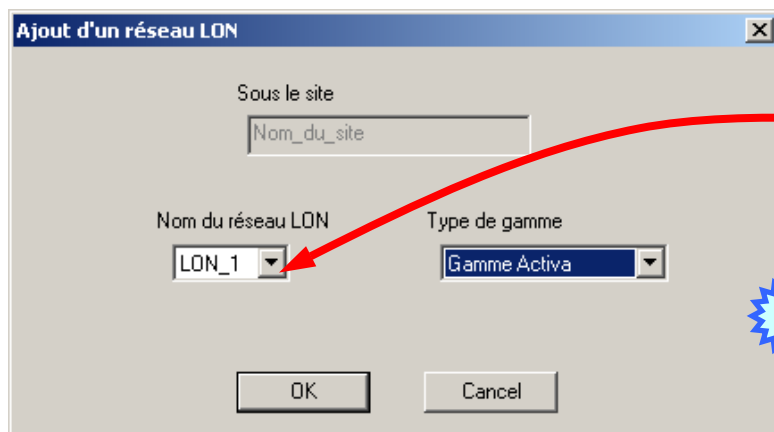 Ajout d'un réseau LON
Sous le site
Nom_du_site
Nom du réseau LON
Type de gamme
LON_1
Gamme Activa
OK
Cancel